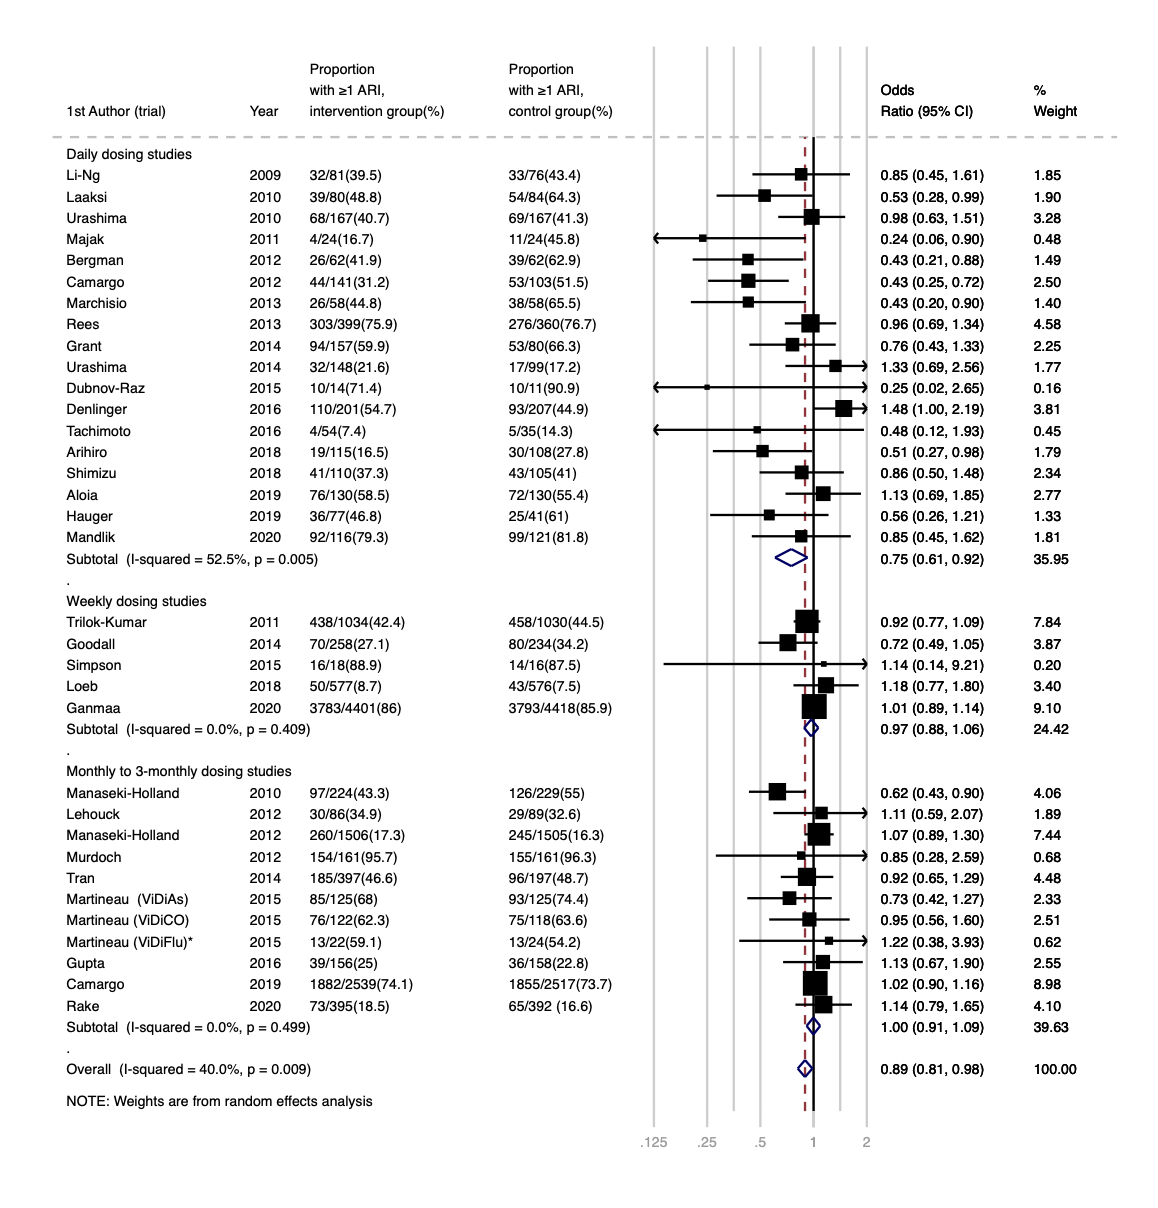 Proportion Proportion
with ≥1 ARI, with ≥1 ARI, Odds %
1st Author (trial) Year intervention group(%) control group(%) Ratio (95% CI) Weight
Daily dosing studies
Li-Ng 2009 32/81(39.5) 33/76(43.4) 0.85 (0.45, 1.61) 1.85
Laaksi 2010 39/80(48.8) 54/84(64.3) 0.53 (0.28, 0.99) 1.90
Urashima 2010 68/167(40.7) 69/167(41.3) 0.98 (0.63, 1.51) 3.28
Majak 2011 4/24(16.7) 11/24(45.8) 0.24 (0.06, 0.90) 0.48
Bergman 2012 26/62(41.9) 39/62(62.9) 0.43 (0.21, 0.88) 1.49
Camargo 2012 44/141(31.2) 53/103(51.5) 0.43 (0.25, 0.72) 2.50
Marchisio 2013 26/58(44.8) 38/58(65.5) 0.43 (0.20, 0.90) 1.40
Rees 2013 303/399(75.9) 276/360(76.7) 0.96 (0.69, 1.34) 4.58
Grant 2014 94/157(59.9) 53/80(66.3) 0.76 (0.43, 1.33) 2.25
Urashima 2014 32/148(21.6) 17/99(17.2) 1.33 (0.69, 2.56) 1.77
Dubnov-Raz 2015 10/14(71.4) 10/11(90.9) 0.25 (0.02, 2.65) 0.16
Denlinger 2016 110/201(54.7) 93/207(44.9) 1.48 (1.00, 2.19) 3.81
Tachimoto 2016 4/54(7.4) 5/35(14.3) 0.48 (0.12, 1.93) 0.45
Arihiro 2018 19/115(16.5) 30/108(27.8) 0.51 (0.27, 0.98) 1.79
Shimizu 2018 41/110(37.3) 43/105(41) 0.86 (0.50, 1.48) 2.34
Aloia 2019 76/130(58.5) 72/130(55.4) 1.13 (0.69, 1.85) 2.77
Hauger 2019 36/77(46.8) 25/41(61) 0.56 (0.26, 1.21) 1.33
Mandlik 2020 92/116(79.3) 99/121(81.8) 0.85 (0.45, 1.62) 1.81
Subtotal (I-squared = 52.5%, p = 0.005) 0.75 (0.61, 0.92) 35.95
.
Weekly dosing studies
Trilok-Kumar 2011 438/1034(42.4) 458/1030(44.5) 0.92 (0.77, 1.09) 7.84
Goodall 2014 70/258(27.1) 80/234(34.2) 0.72 (0.49, 1.05) 3.87
Simpson 2015 16/18(88.9) 14/16(87.5) 1.14 (0.14, 9.21) 0.20
Loeb 2018 50/577(8.7) 43/576(7.5) 1.18 (0.77, 1.80) 3.40
Ganmaa 2020 3783/4401(86) 3793/4418(85.9) 1.01 (0.89, 1.14) 9.10
Subtotal (I-squared = 0.0%, p = 0.409) 0.97 (0.88, 1.06) 24.42
.
Monthly to 3-monthly dosing studies
Manaseki-Holland 2010 97/224(43.3) 126/229(55) 0.62 (0.43, 0.90) 4.06
Lehouck 2012 30/86(34.9) 29/89(32.6) 1.11 (0.59, 2.07) 1.89
Manaseki-Holland 2012 260/1506(17.3) 245/1505(16.3) 1.07 (0.89, 1.30) 7.44
Murdoch 2012 154/161(95.7) 155/161(96.3) 0.85 (0.28, 2.59) 0.68
Tran 2014 185/397(46.6) 96/197(48.7) 0.92 (0.65, 1.29) 4.48
Martineau (ViDiAs) 2015 85/125(68) 93/125(74.4) 0.73 (0.42, 1.27) 2.33
Martineau (ViDiCO) 2015 76/122(62.3) 75/118(63.6) 0.95 (0.56, 1.60) 2.51
Martineau (ViDiFlu)* 2015 13/22(59.1) 13/24(54.2) 1.22 (0.38, 3.93) 0.62
Gupta 2016 39/156(25) 36/158(22.8) 1.13 (0.67, 1.90) 2.55
Camargo 2019 1882/2539(74.1) 1855/2517(73.7) 1.02 (0.90, 1.16) 8.98
Rake 2020 73/395(18.5) 65/392 (16.6) 1.14 (0.79, 1.65) 4.10
Subtotal (I-squared = 0.0%, p = 0.499) 1.00 (0.91, 1.09) 39.63
.
Overall (I-squared = 40.0%, p = 0.009) 0.89 (0.81, 0.98) 100.00
NOTE: Weights are from random effects analysis
.125 .25 .5 1 2